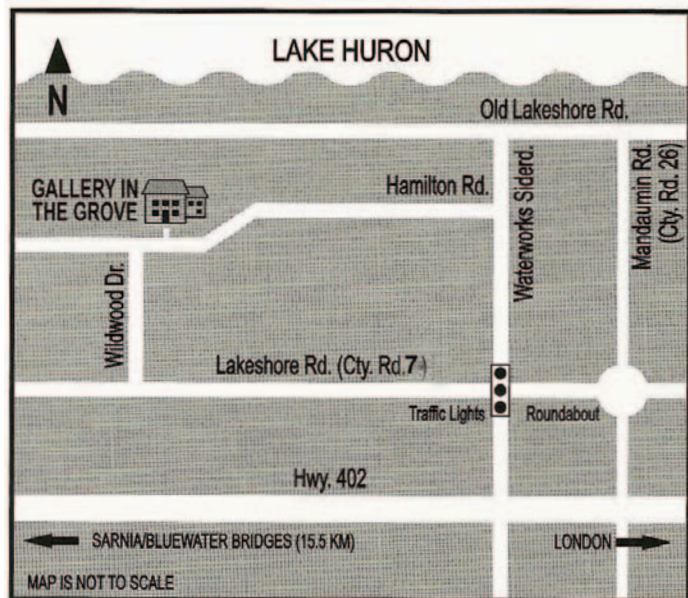 LAKE HURON
N
Old Lakeshore Rd.
GALLERY IN
THE GROVE
Hamilton Rd.
Waterworks Siderd.
Mandaumin Rd.
(Cty. Rd. 26)
Wildwood Dr.
Lakeshore Rd. (Cty. Rd.7)
Traffic Lights
Roundabout
Hwy. 402
SARNIA/BLUEWATER BRIDGES (15.5 KM)
LONDON
MAP IS NOT TO SCALE